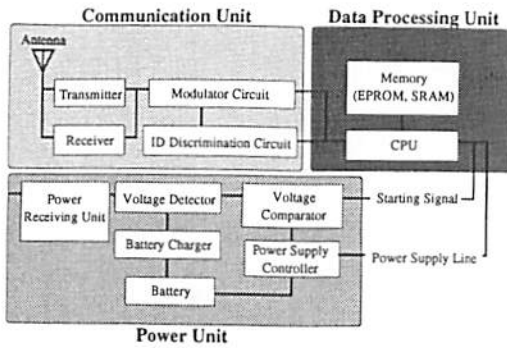 Communication Unit
Data Processing Unit
Antenna
Transmitter
Modulator Circuit
Memory
(EPROM, SRAM)
Receiver
ID Discrimination Circuit
CPU
Power
Receiving Unit
Voltage Detector
Voltage
Comparator
Starting Signal
Battery Charger
Power Supply
Controller
Power Supply Line
Battery
Power Unit